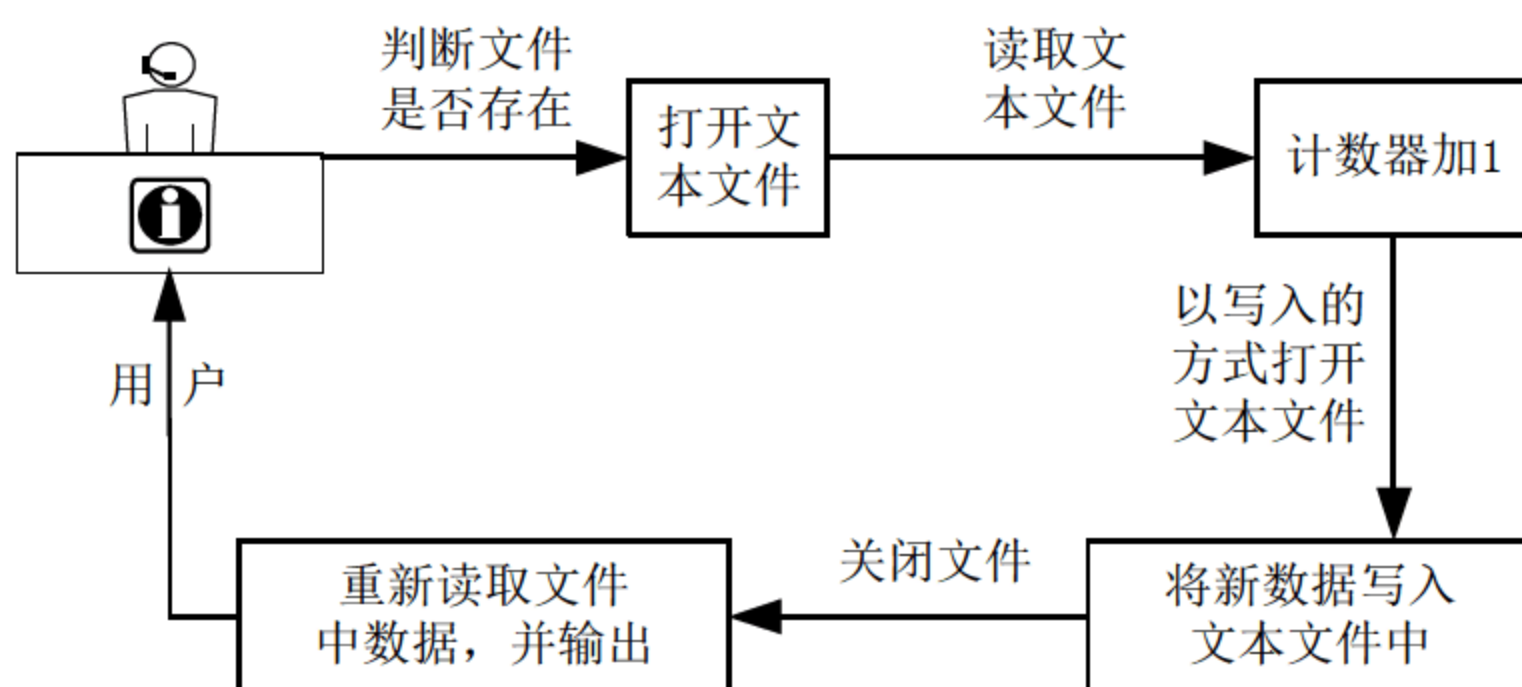 判断文件
是否存在
打开文
本文件
读取文
本文件
计数器加1
以写入的
方式打开
文本文件
将新数据写入
文本文件中
关闭文件
重新读取文件
中数据，并输出
用户